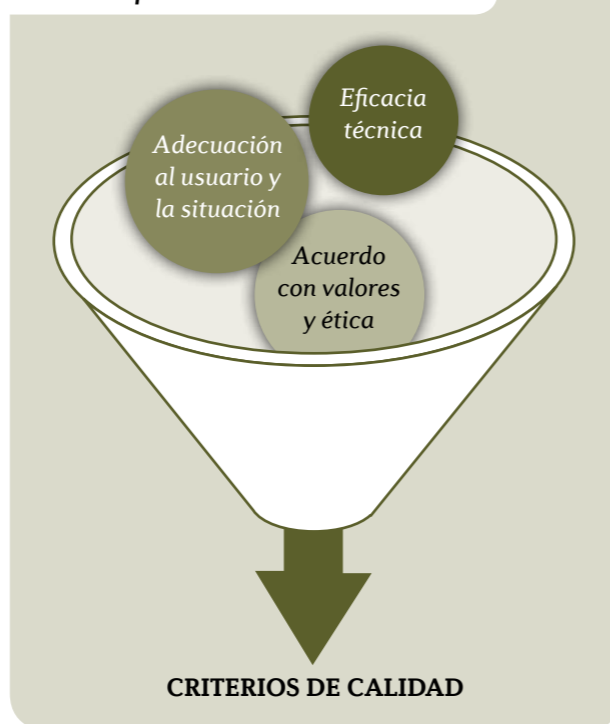 Eficacia
técnica
Adecuación
al usuario y
la situación
Acuerdo
con valores
y ética
CRITERIOS DE CALIDAD